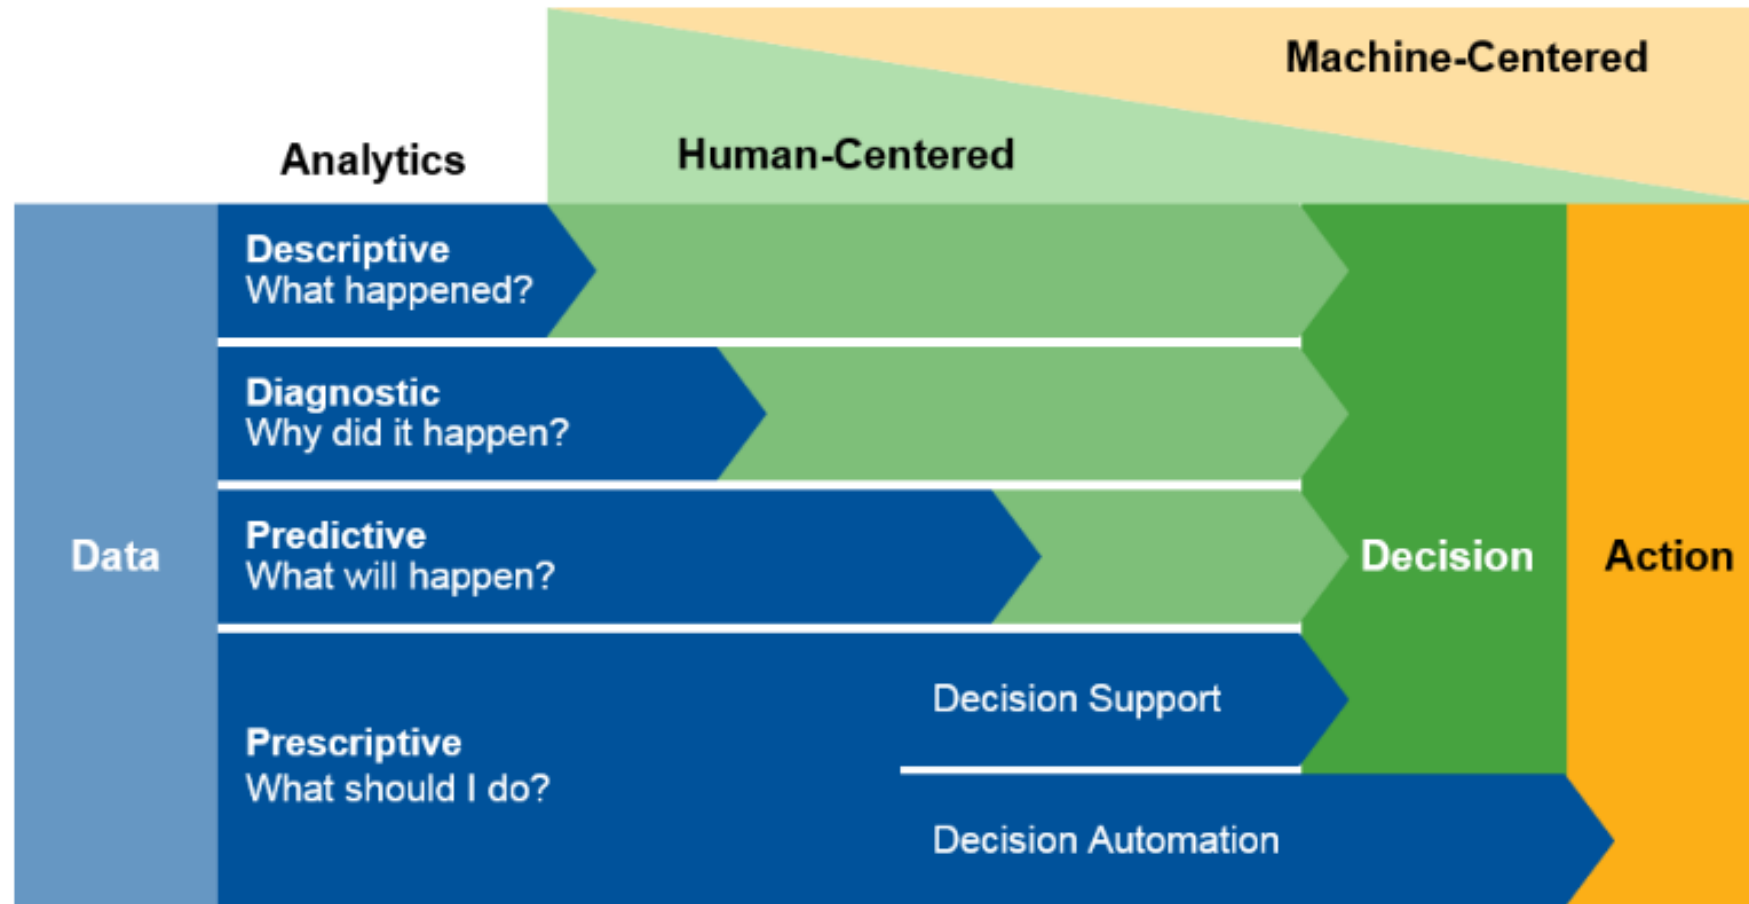 Machine-Centered
Human-Centered
Analytics
Descriptive
What happened?
Diagnostic
Why did it happen?
Predictive
What will happen?
Data
Decision
Action
Decision Support
Prescriptive
What should I do?
Decision Automation